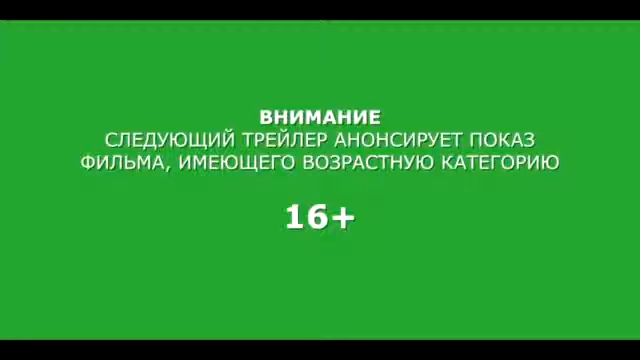 ВНИМАНИЕ
СЛЕДУЮЩИЙ ТРЕЙЛЕР АНОНСИРУЕТ ПОКАЗ
ФИЛЬМА, ИМЕЮЩЕГО ВОЗРАСТНУЮ КАТЕГОРИЮ
16+